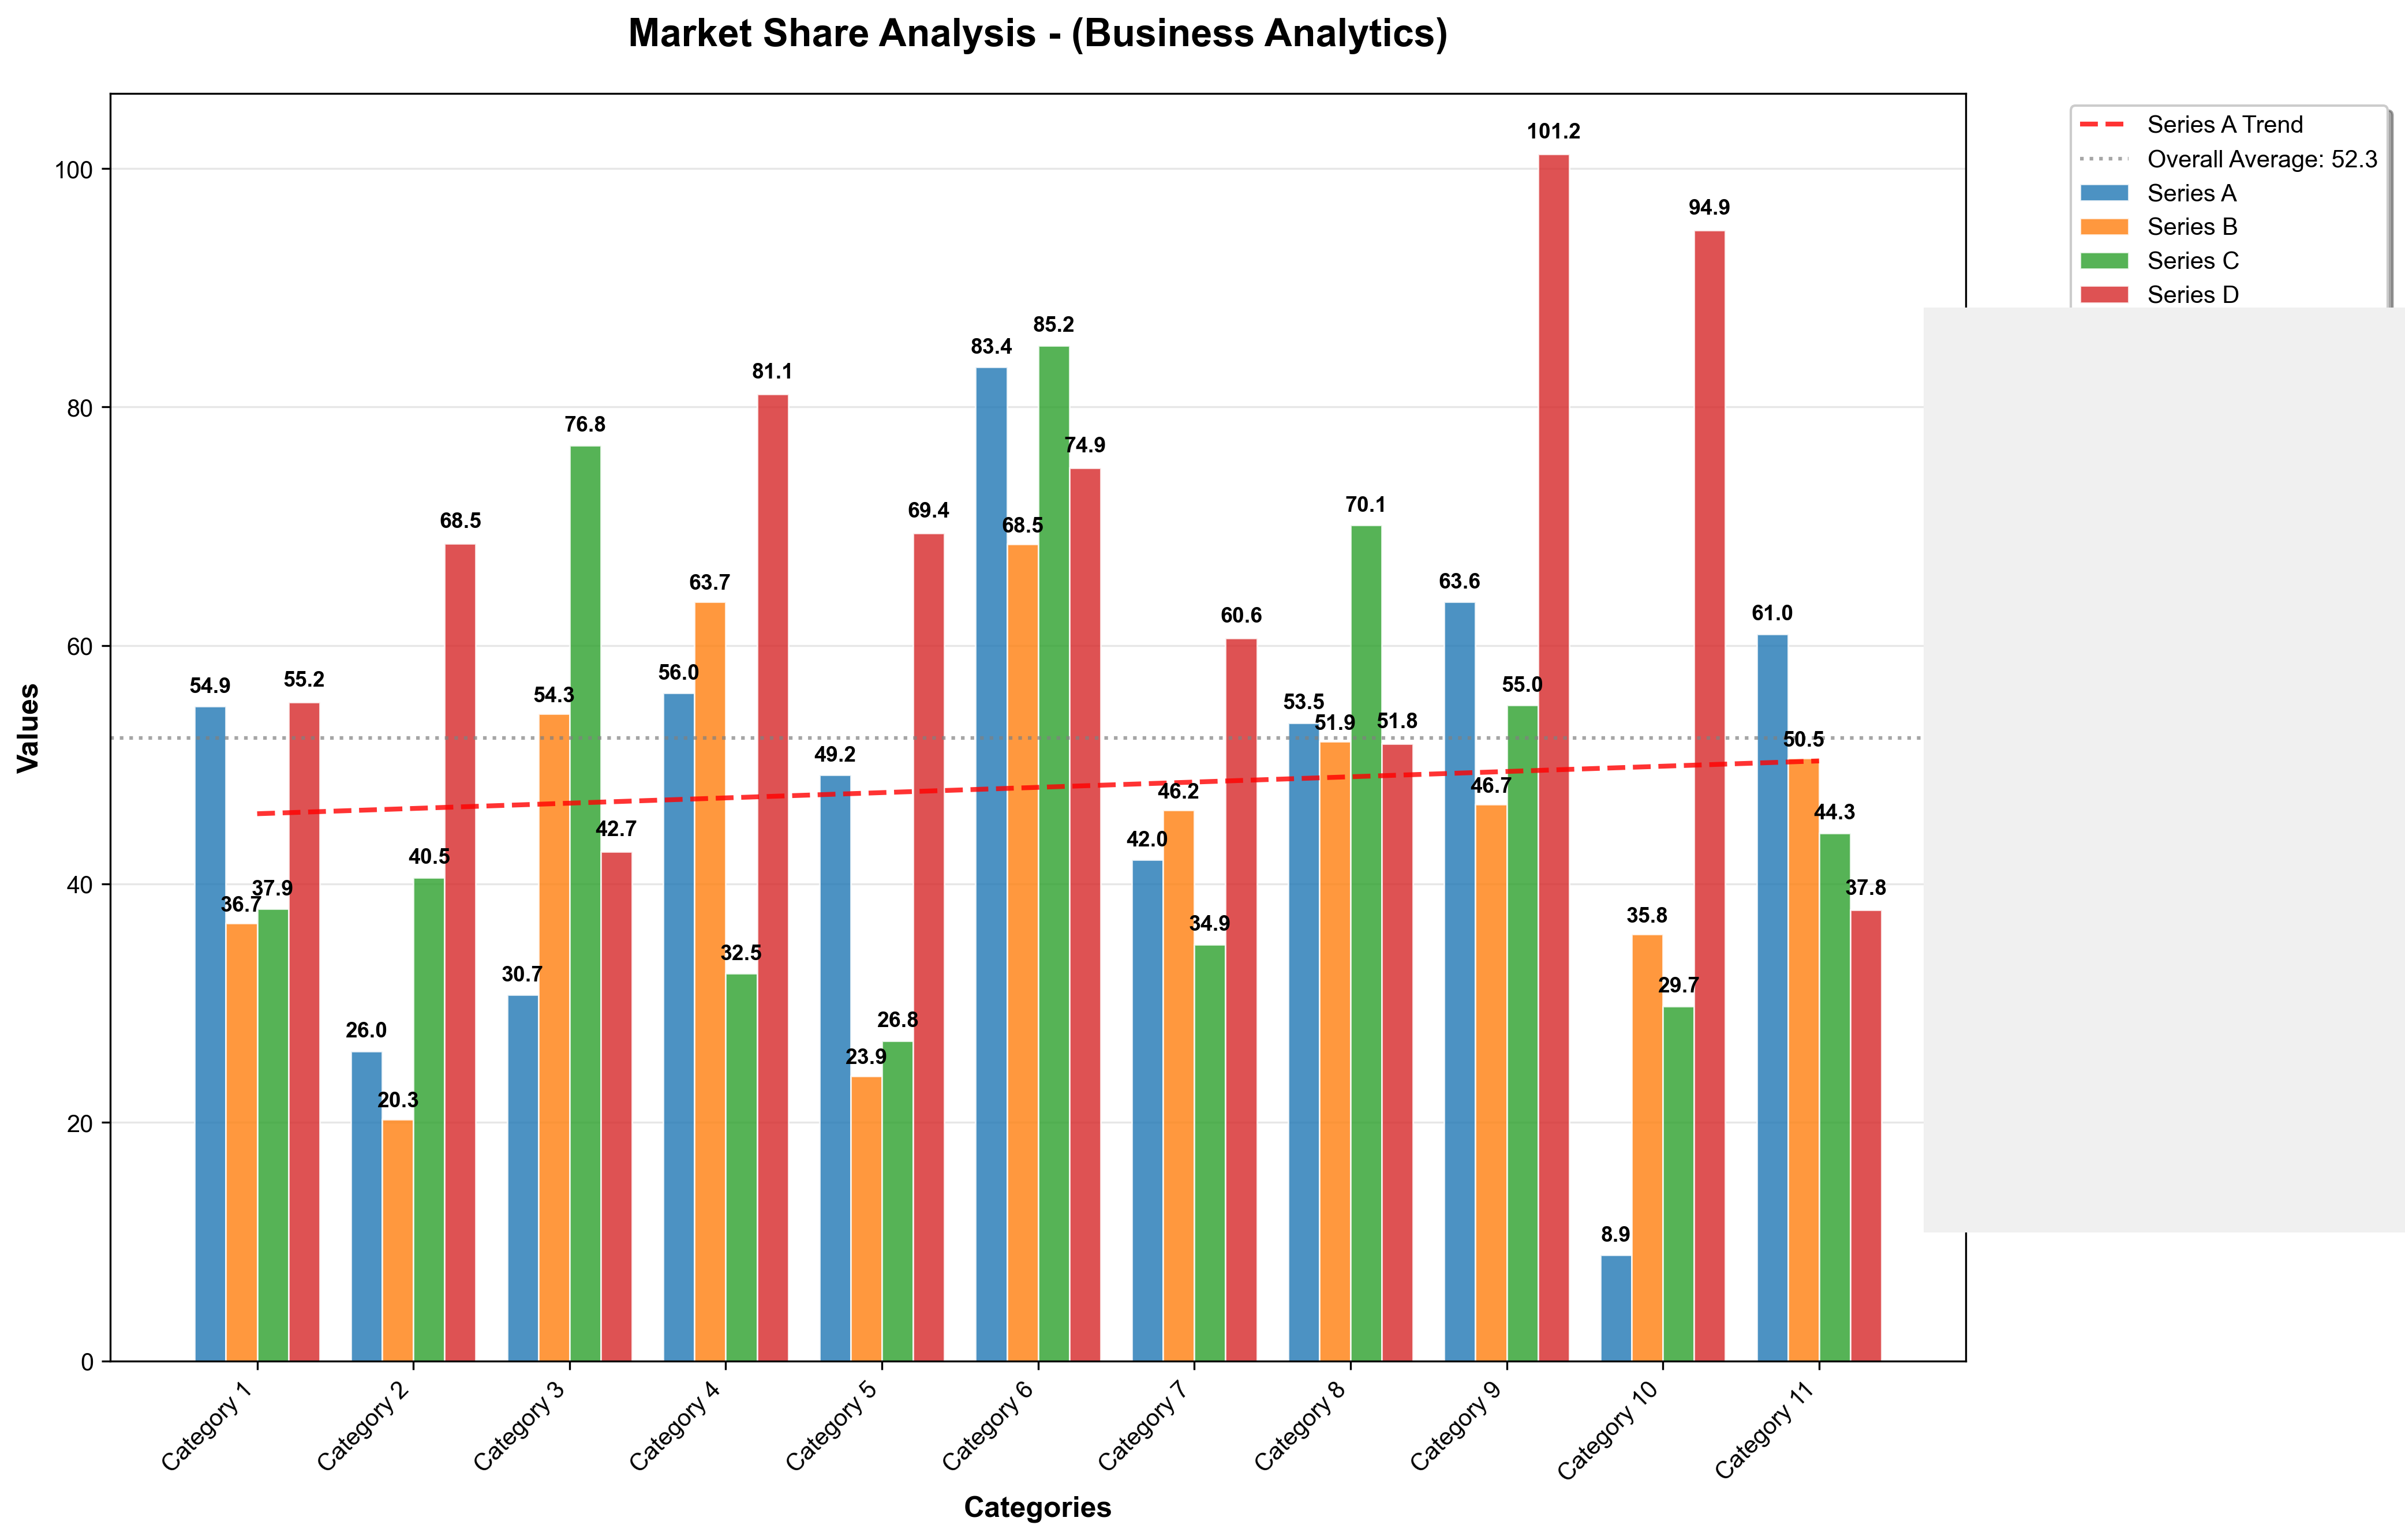 Market Share Analysis - (Business Analytics)
Series A Trend
Overall Average: 52.3
Series A
Series B
Series C
Series D
Values
100
80
60
40
20
0
54.9
36.7
37.9
55.2
26.0
20.3
40.5
68.5
30.7
54.3
76.8
42.7
56.0
63.7
32.5
81.1
49.2
23.9
26.8
69.4
83.4
68.5
85.2
74.9
42.0
46.2
34.9
60.6
53.5
51.9
70.1
51.8
63.6
46.7
55.0
101.2
8.9
35.8
29.7
94.9
61.0
50.5
44.3
37.8
Category 1
Category 2
Category 3
Category 4
Category 5
Category 6
Category 7
Category 8
Category 9
Category 10
Category 11
Categories